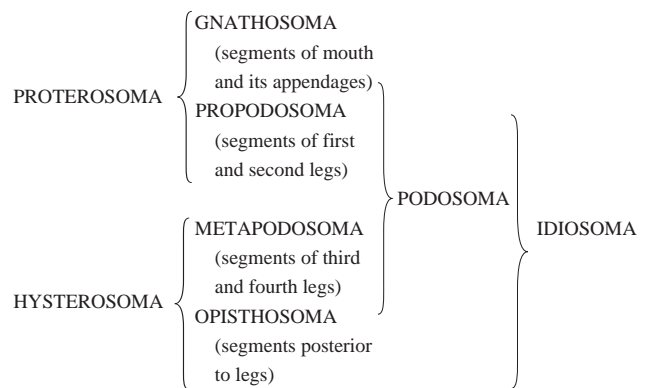 GNATHOSOMA
(segments of mouth
and its appendages)
PROTEROSOMA
PROPODOSOMA
(segments of first
and second legs)
PODOSOMA
IDIOSOMA
METAPODOSOMA
(segments of third
and fourth legs)
HYSTEROSOMA
OPISTHOSOMA
(segments posterior
to legs)